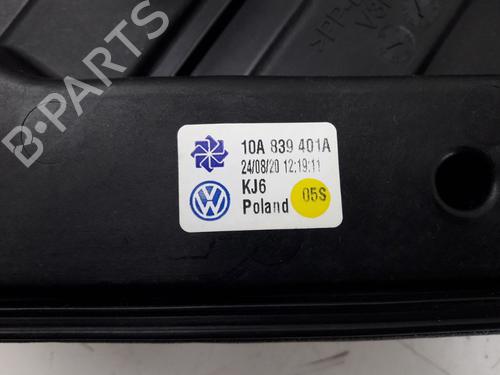 10A 839 401A
24/08/20 12:19:11
KJ6
Poland 05S
B-PARTS